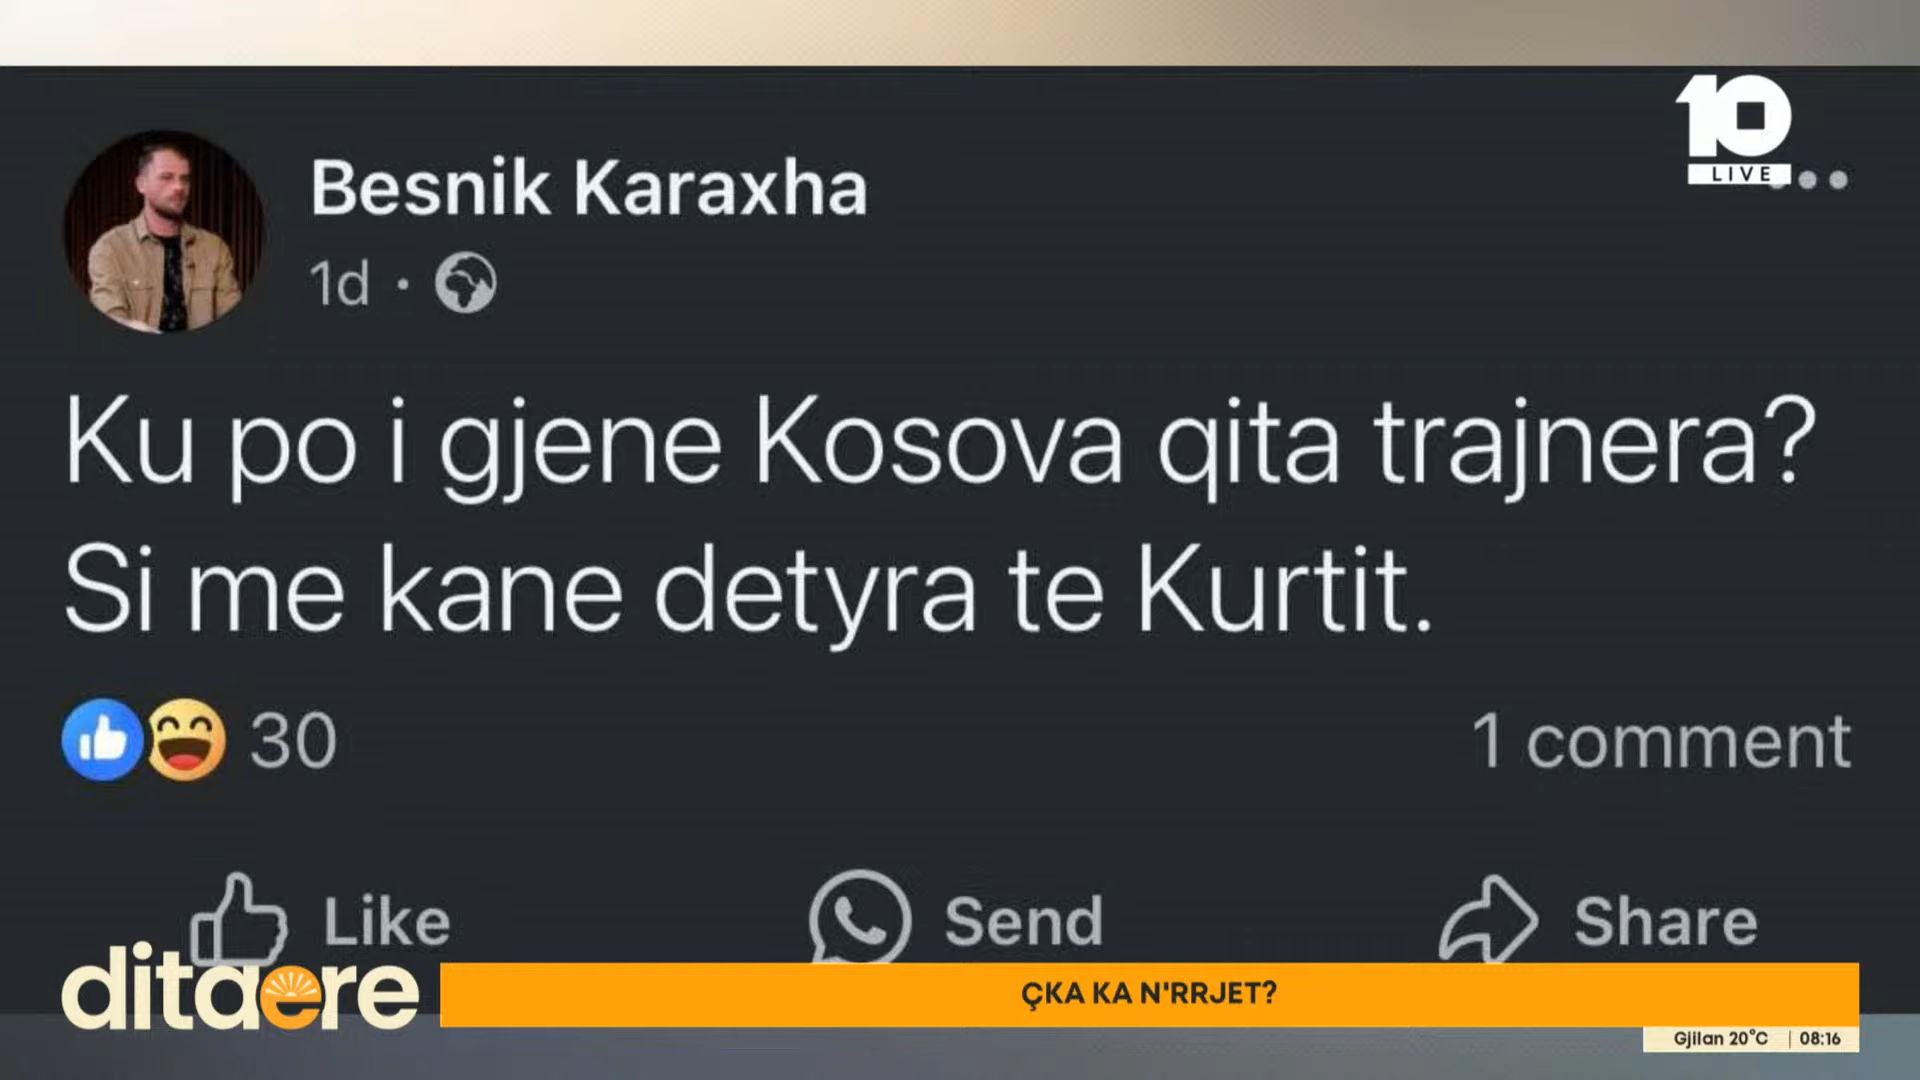 10
LIVE
Besnik Karaxha
1d ·
Ku po i gjene Kosova qita trajnera?
Si me kane detyra te Kurtit.
30
1 comment
Like
Send
Share
ditaere
ÇKA KA N'RRJET?
Gjilan 20°C | 08:16